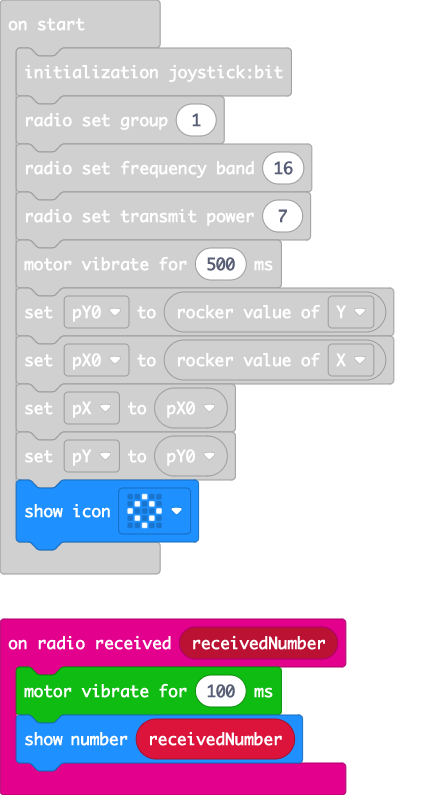 on start
initialization joystick:bit
radio set group 1
radio set frequency band 16
radio set transmit power 7
motor vibrate for 500 ms
set pY0 to rocker value of Y
set pX0 to rocker value of X
set pX to pX0
set pY to pY0
show icon
on radio received receivedNumber
motor vibrate for 100 ms
show number receivedNumber